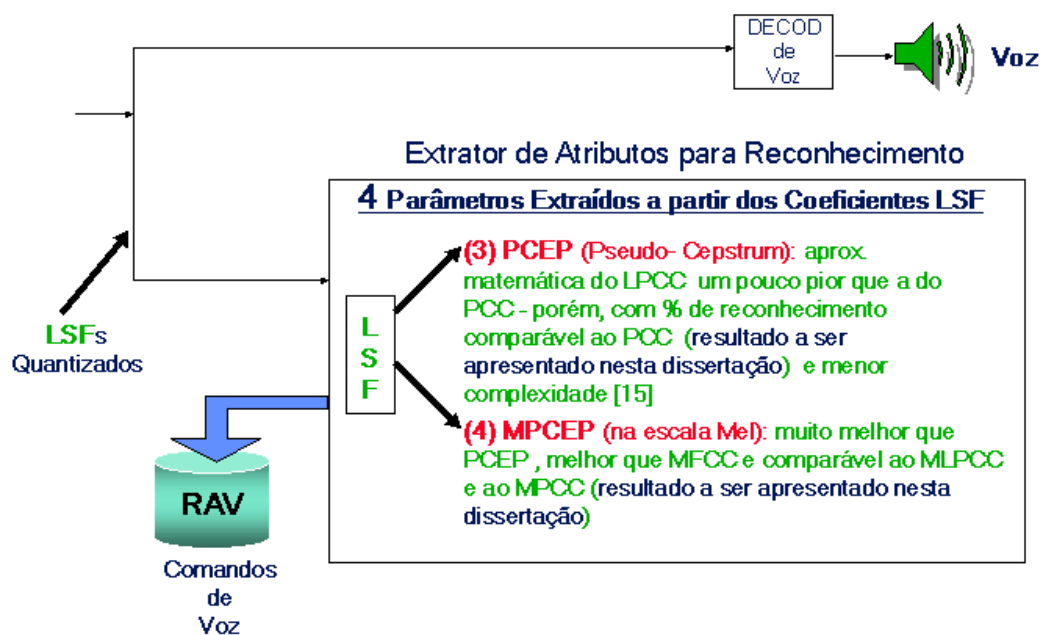 DECOD
de
Voz
Voz
Extrator de Atributos para Reconhecimento
4 Parâmetros Extraídos a partir dos Coeficientes LSF
(3) PCEP (Pseudo- Cepstrum): aprox.
matemática do LPCC um pouco pior que a do
PCC - porém, com % de reconhecimento
comparável ao PCC (resultado a ser
apresentado nesta dissertação) e menor
complexidade [15]
L
S
F
(4) MPCEP (na escala Mel): muito melhor que
PCEP , melhor que MFCC e comparável ao MLPCC
e ao MPCC (resultado a ser apresentado nesta
dissertação)
LSFs
Quantizados
RAV
Comandos
de
Voz